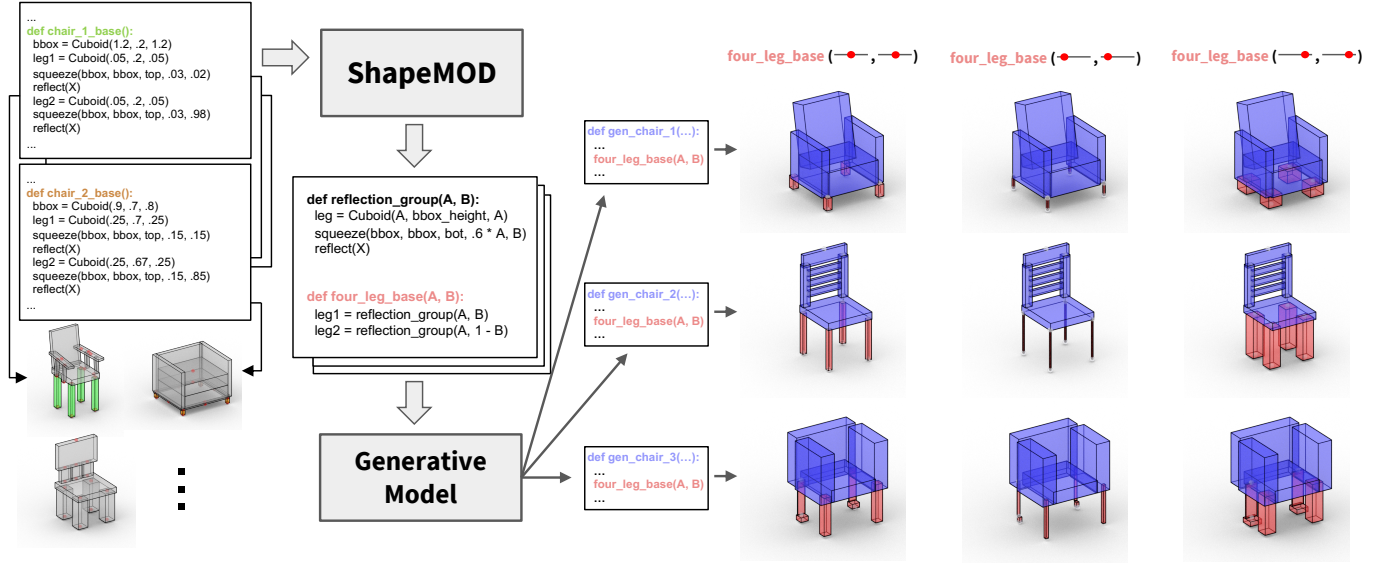 ...
def chair_1_base():
bbox = Cuboid(1.2, .2, 1.2)
leg1 = Cuboid(.05, .2, .05)
squeeze(bbox, bbox, top, .03, .02)
reflect(X)
leg2 = Cuboid(.05, .2, .05)
squeeze(bbox, bbox, top, .03, .98)
reflect(X)
...
...
def chair_2_base():
bbox = Cuboid(.9, .7, .8)
leg1 = Cuboid(.25, .7, .25)
squeeze(bbox, bbox, top, .15, .15)
reflect(X)
leg2 = Cuboid(.25, .67, .25)
squeeze(bbox, bbox, top, .15, .85)
reflect(X)
...
ShapeMOD
def reflection_group(A, B):
leg = Cuboid(A, bbox_height, A)
squeeze(bbox, bbox, bot, .6 * A, B)
reflect(X)
def four_leg_base(A, B):
leg1 = reflection_group(A, B)
leg2 = reflection_group(A, 1 - B)
Generative
Model
def gen_chair_1(...):
...
four_leg_base(A, B)
...
def gen_chair_2(...):
...
four_leg_base(A, B)
...
def gen_chair_3(...):
...
four_leg_base(A, B)
...
four_leg_base ( , )
four_leg_base ( , )
four_leg_base ( , )